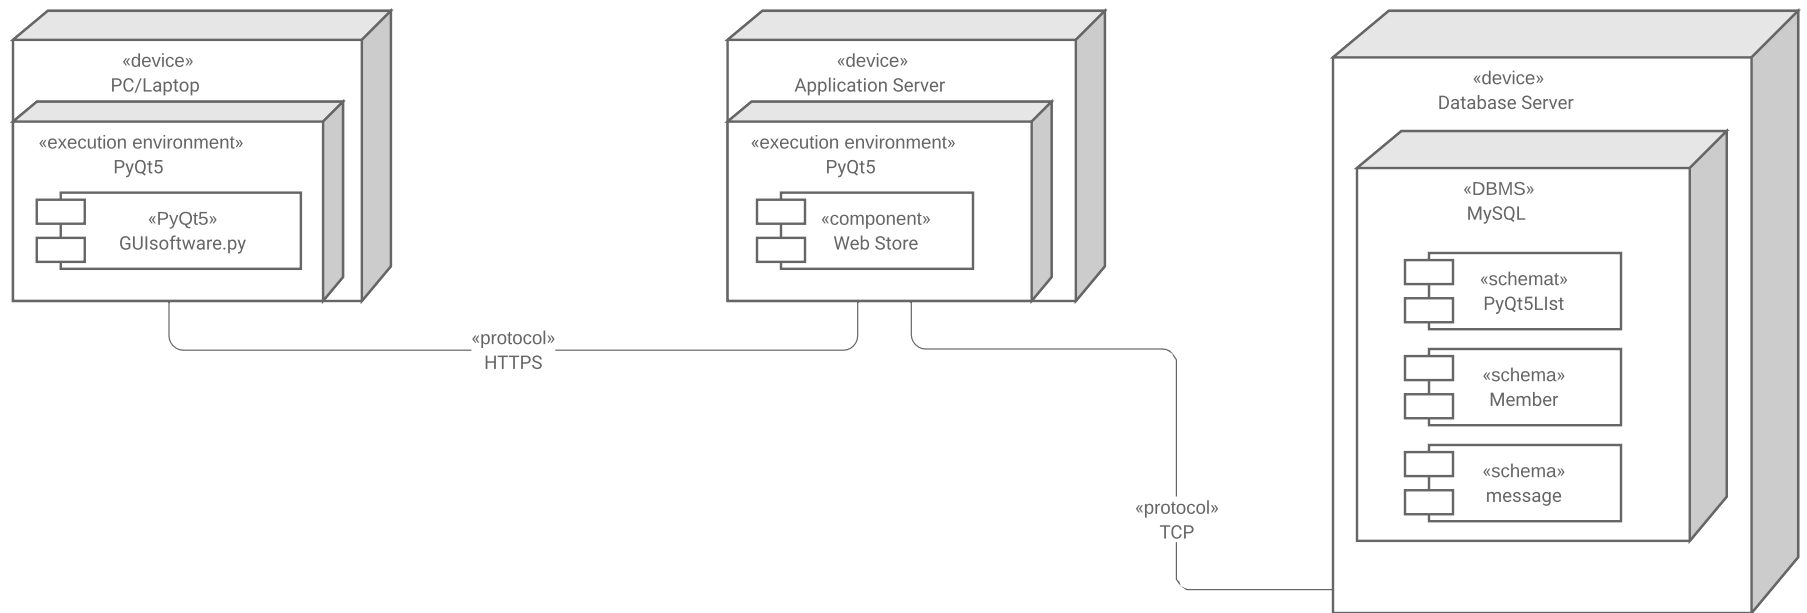 «device»
PC/Laptop
«execution environment»
PyQt5
«PyQt5»
GUIsoftware.py
«device»
Application Server
«execution environment»
PyQt5
«component»
Web Store
«device»
Database Server
«DBMS»
MySQL
«schemat»
PyQt5LIst
«schema»
Member
«schema»
message
«protocol»
HTTPS
«protocol»
TCP